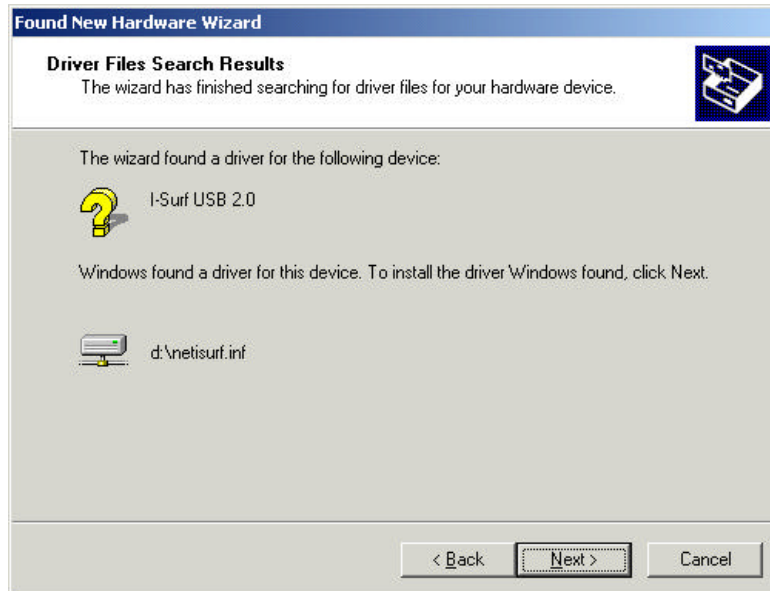 Found New Hardware Wizard
Driver Files Search Results
The wizard has finished searching for driver files for your hardware device.
The wizard found a driver for the following device:
I-Surf USB 2.0
Windows found a driver for this device. To install the driver Windows found, click Next.
d:\netisurf.inf
< Back Next > Cancel